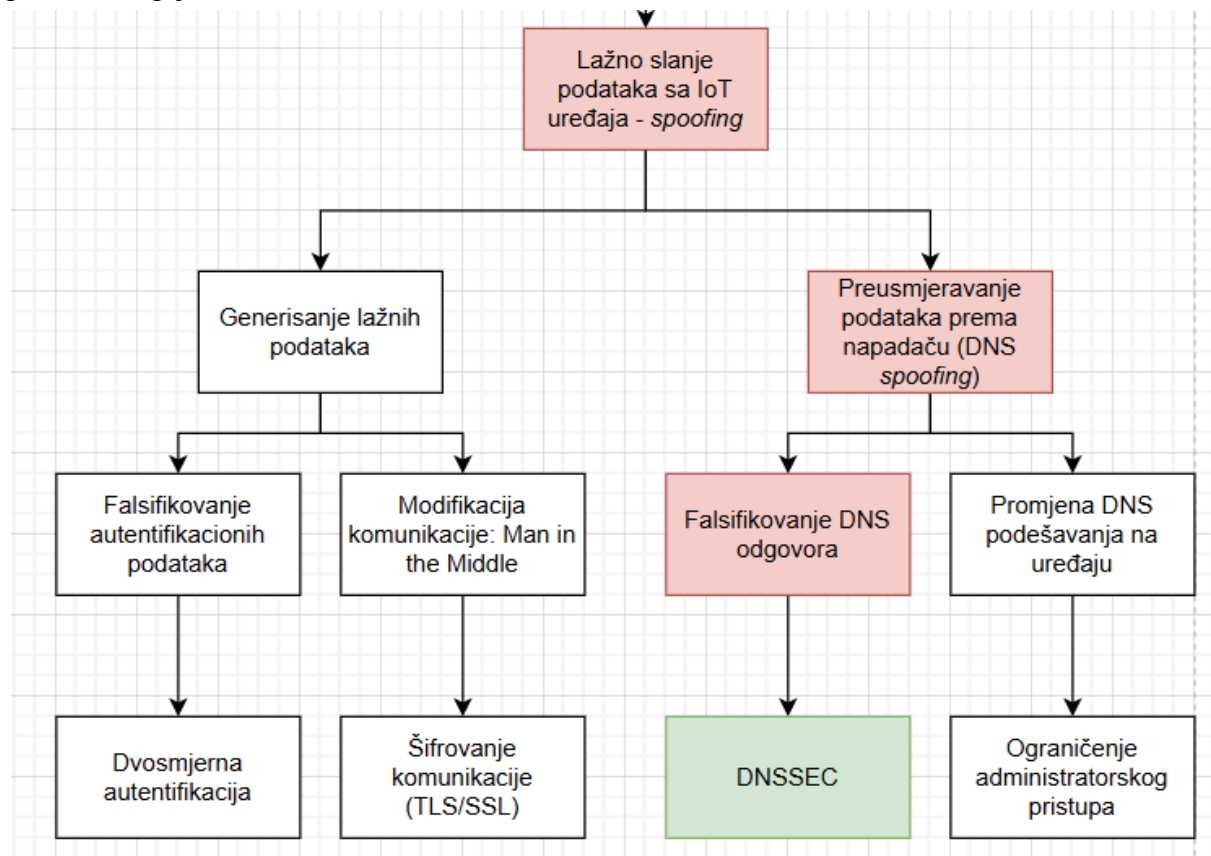 Lažno slanje
podataka sa IoT
uređaja - spoofing
Generisanje lažnih
podataka
Preusmjeravanje
podataka prema
napadaču (DNS
spoofing)
Falsifikovanje
autentifikacionih
podataka
Modifikacija
komunikacije: Man in
the Middle
Falsifikovanje DNS
odgovora
Promjena DNS
podešavanja na
uređaju
Dvosmjerna
autentifikacija
Šifrovanje
komunikacije
(TLS/SSL)
DNSSEC
Ograničenje
administratorskog
pristupa